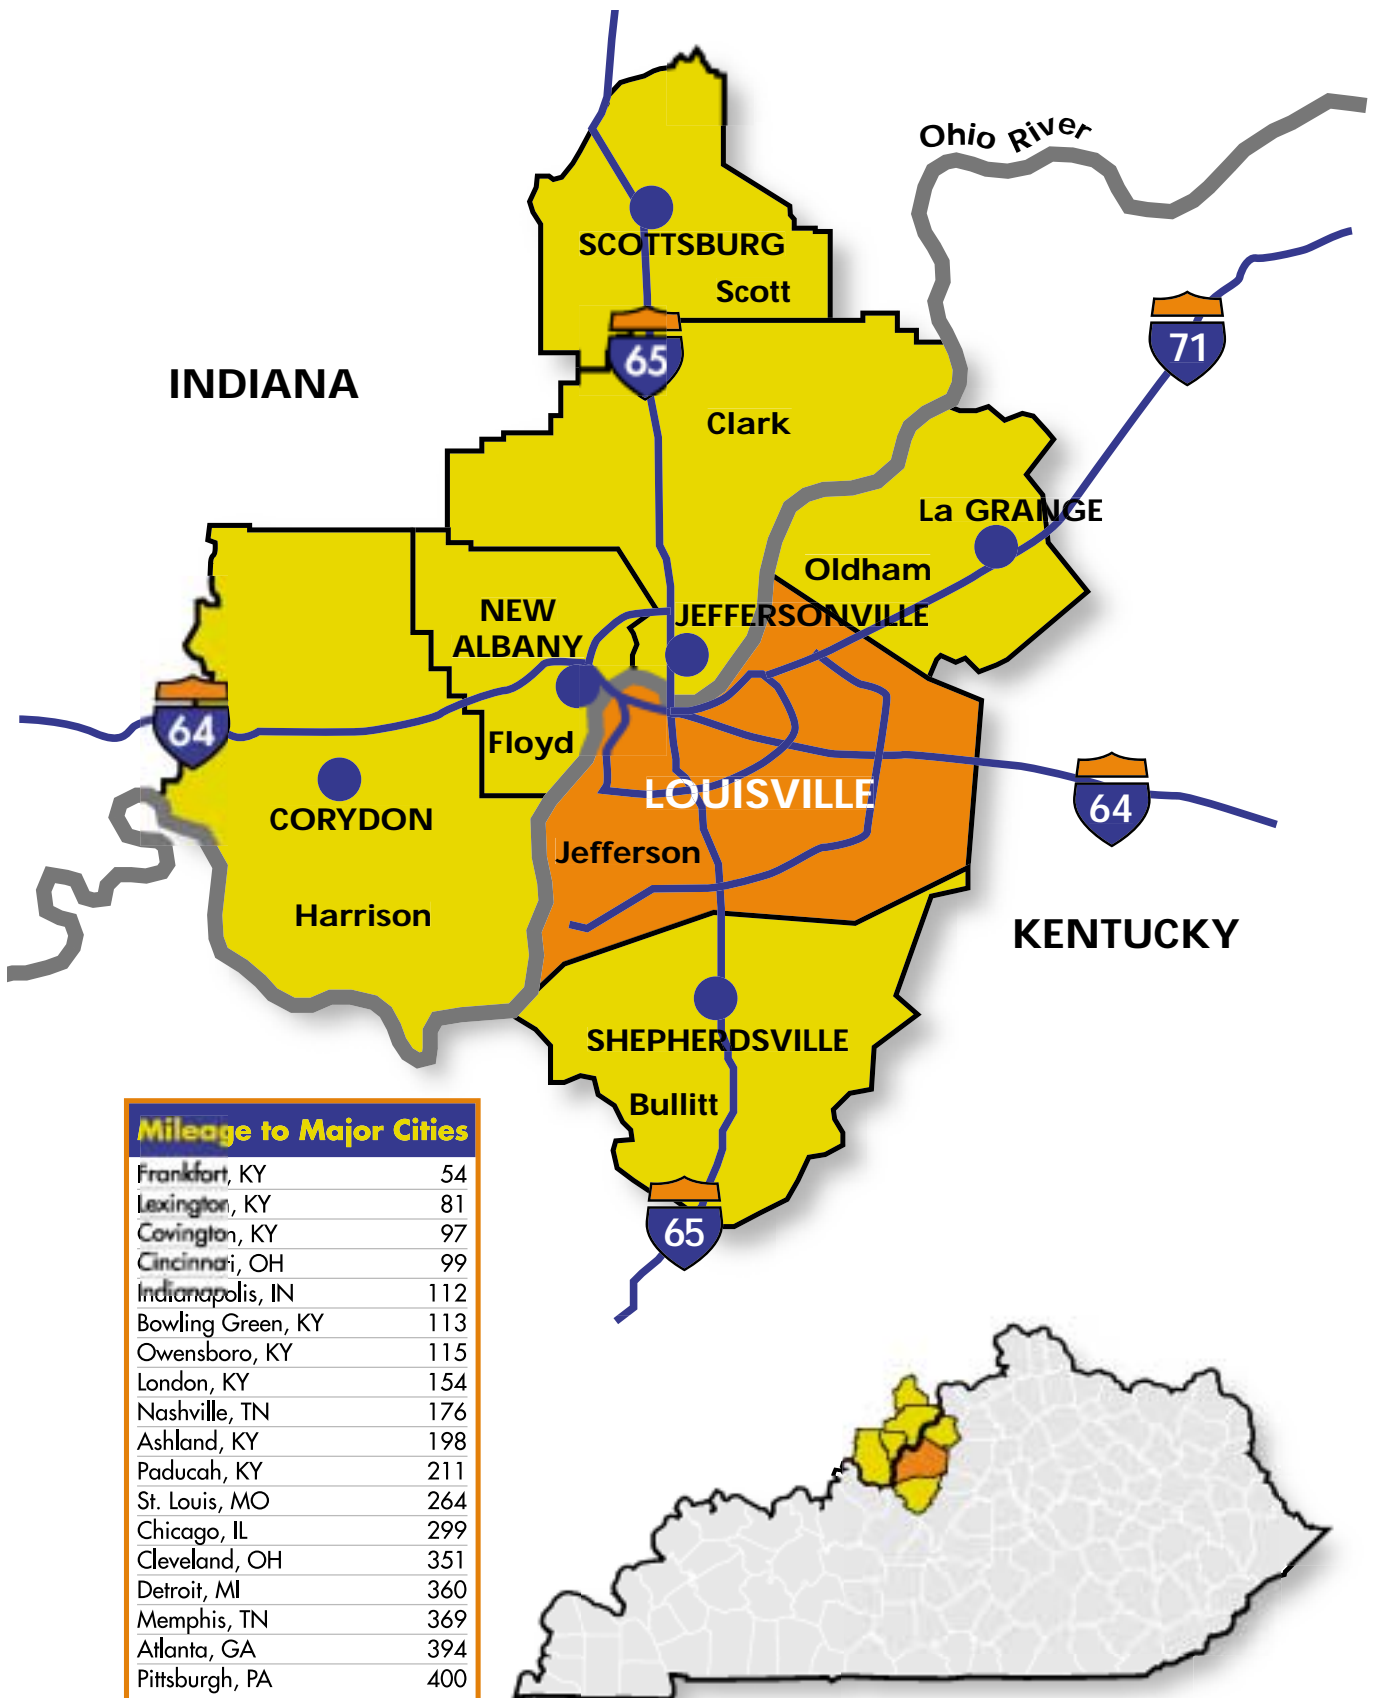 Ohio River
SCOTTSBURG
Scott
65
71
INDIANA
Clark
La GRANGE
Oldham
NEW
ALBANY
JEFFERSONVILLE
64
Floyd
LOUISVILLE
64
CORYDON
Jefferson
Harrison
KENTUCKY
SHEPHERDSVILLE
Bullitt
65
Mileage to Major Cities
Frankfort, KY 54
Lexington, KY 81
Covington, KY 97
Cincinnati, OH 99
Indianapolis, IN 112
Bowling Green, KY 113
Owensboro, KY 115
London, KY 154
Nashville, TN 176
Ashland, KY 198
Paducah, KY 211
St. Louis, MO 264
Chicago, IL 299
Cleveland, OH 351
Detroit, MI 360
Memphis, TN 369
Atlanta, GA 394
Pittsburgh, PA 400